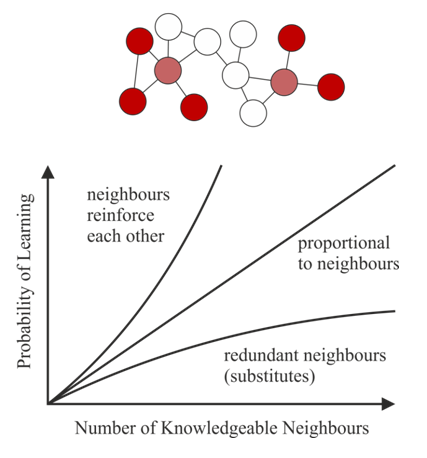 neighbours
reinforce
each other
proportional
to neighbours
redundant neighbours
(substitutes)
Probability of Learning
Number of Knowledgeable Neighbours